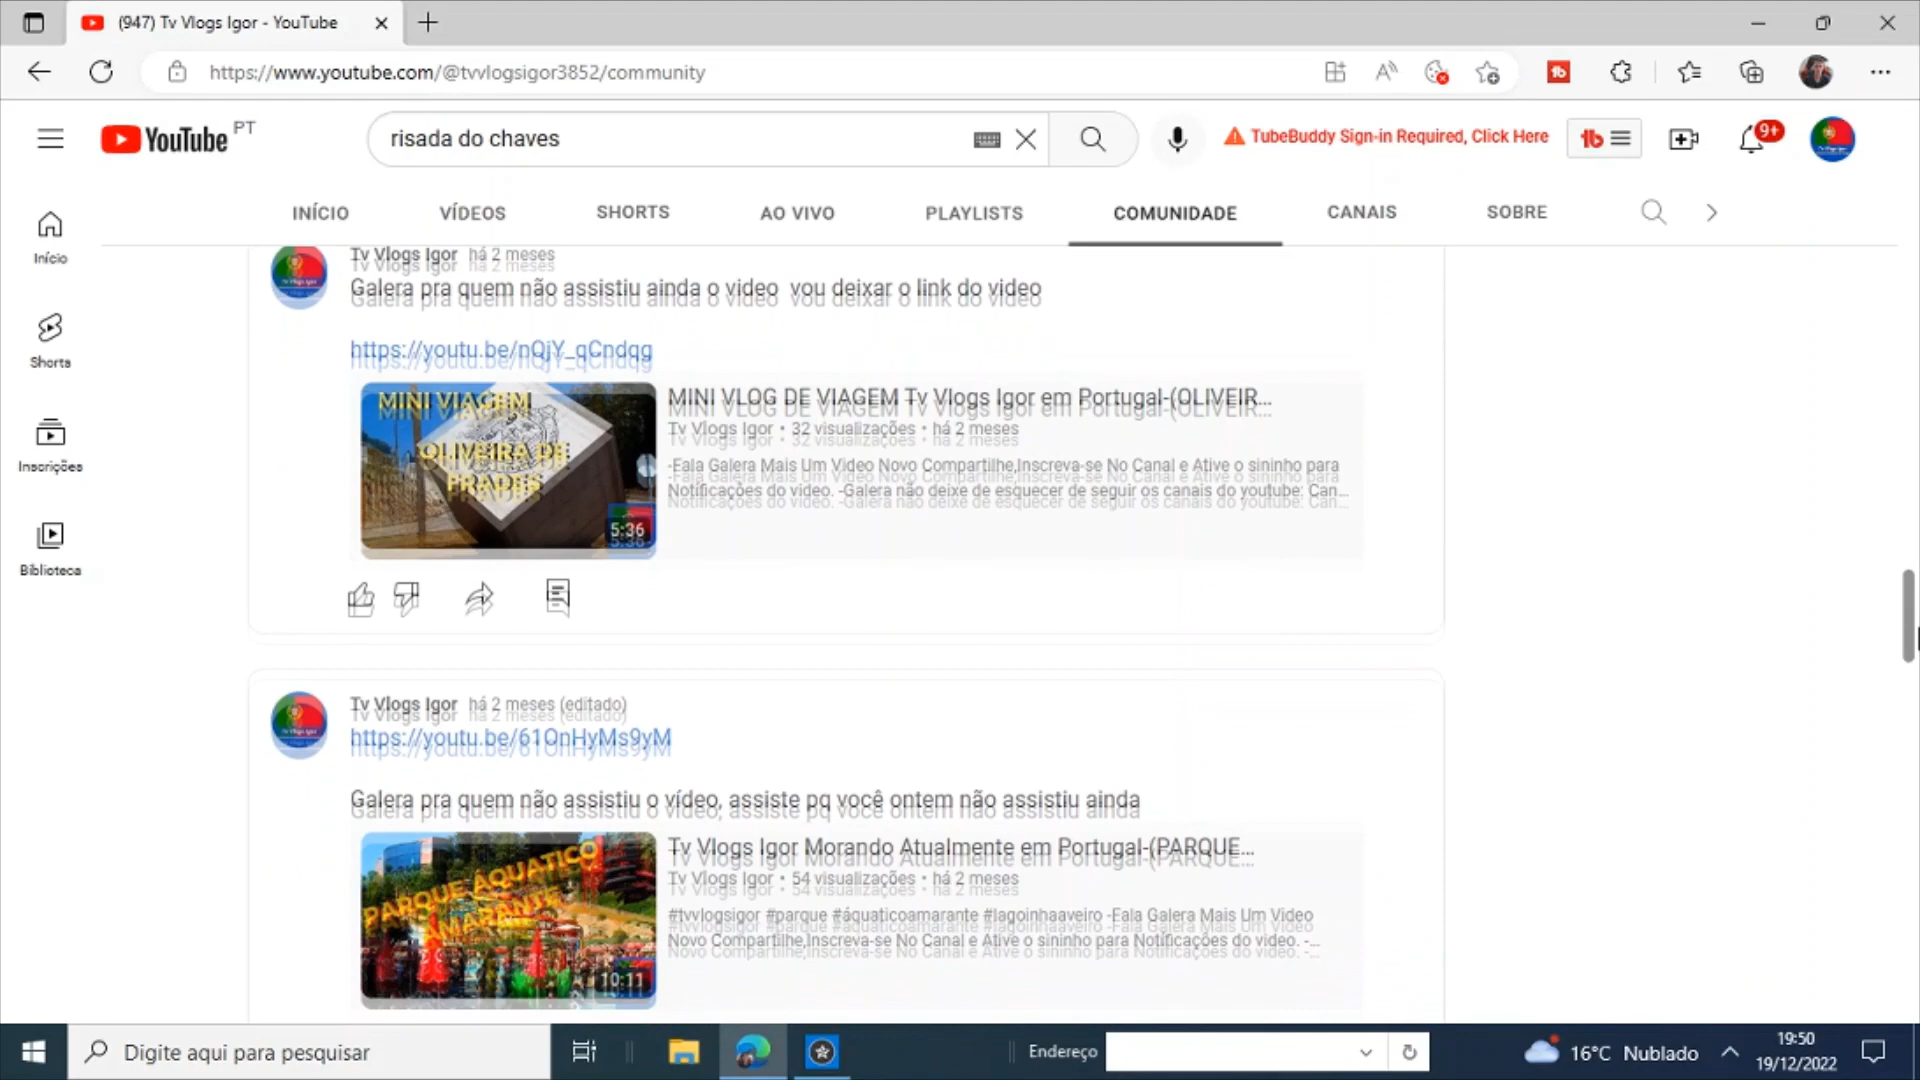 (947) Tv Vlogs Igor - YouTube
https://www.youtube.com/@tvvlogsigor3852/community
YouTube PT
risada do chaves
TubeBuddy Sign-in Required, Click Here
9+
INÍCIO VÍDEOS SHORTS AO VIVO PLAYLISTS COMUNIDADE CANAIS SOBRE
Início
Shorts
Inscrições
Biblioteca
Tv Vlogs Igor há 2 meses
Galera pra quem não assistiu ainda o video vou deixar o link do video
https://youtu.be/nQjY_qCndqg
MINI VIAGEM
OLIVEIRA DE
FRADES
5:36
MINI VLOG DE VIAGEM Tv Vlogs Igor em Portugal-(OLIVEIR...
Tv Vlogs Igor • 32 visualizações • há 2 meses
-Fala Galera Mais Um Video Novo Compartilhe,Inscreva-se No Canal e Ative o sininho para
Notificações do video. -Galera não deixe de esquecer de seguir os canais do youtube: Can...
Tv Vlogs Igor há 2 meses (editado)
https://youtu.be/61OnHyMs9yM
Galera pra quem não assistiu o vídeo, assiste pq você ontem não assistiu ainda
PARQUE AQUATICO
AMARANTE
10:11
Tv Vlogs Igor Morando Atualmente em Portugal-(PARQUE...
Tv Vlogs Igor • 54 visualizações • há 2 meses
#tvvlogsigor #parque #áquaticoamarante #lagoinhaaveiro -Fala Galera Mais Um Video
Novo Compartilhe,Inscreva-se No Canal e Ative o sininho para Notificações do video. -...
Digite aqui para pesquisar
Endereço
16°C Nublado
19:50
19/12/2022